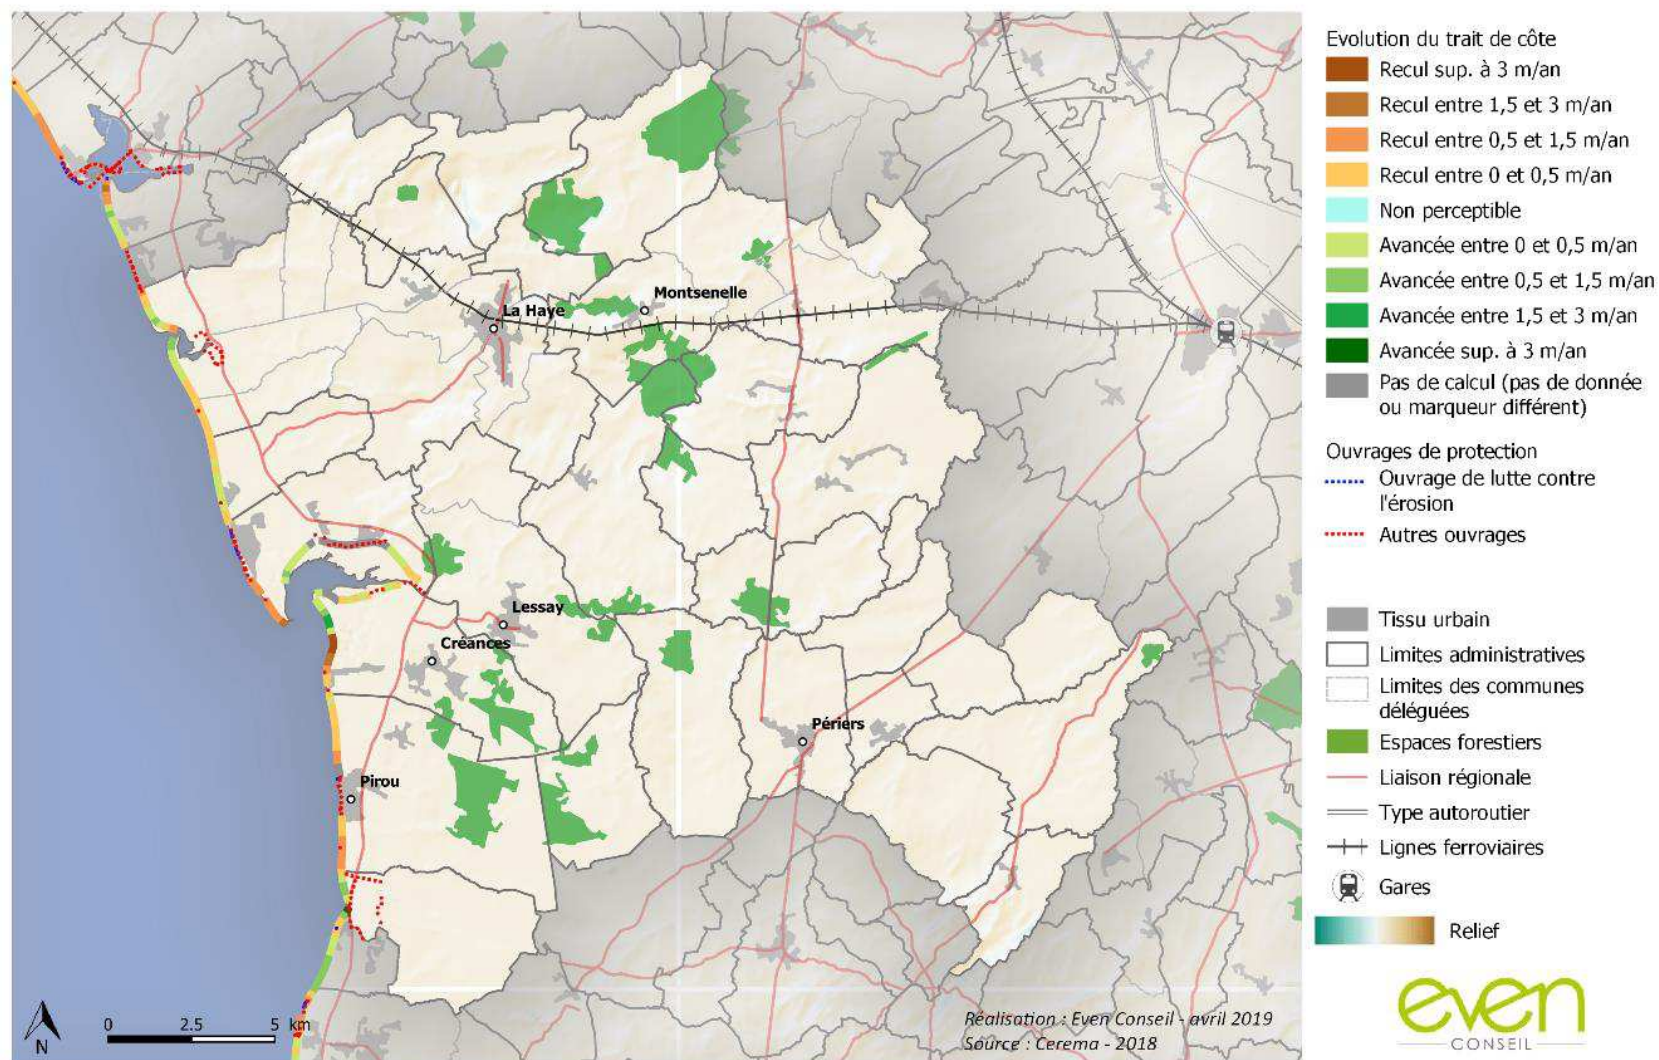 La Haye
Montsenelle
Lessay
Créances
Périers
Pirou
N
0 2.5 5 km
Réalisation : Even Conseil - avril 2019
Source : Cerema - 2018
Evolution du trait de côte
Recul sup. à 3 m/an
Recul entre 1,5 et 3 m/an
Recul entre 0,5 et 1,5 m/an
Recul entre 0 et 0,5 m/an
Non perceptible
Avancée entre 0 et 0,5 m/an
Avancée entre 0,5 et 1,5 m/an
Avancée entre 1,5 et 3 m/an
Avancée sup. à 3 m/an
Pas de calcul (pas de donnée
ou marqueur différent)
Ouvrages de protection
Ouvrage de lutte contre
l'érosion
Autres ouvrages
Tissu urbain
Limites administratives
Limites des communes
déléguées
Espaces forestiers
Liaison régionale
Type autoroutier
Lignes ferroviaires
Gares
Relief
even
CONSEIL